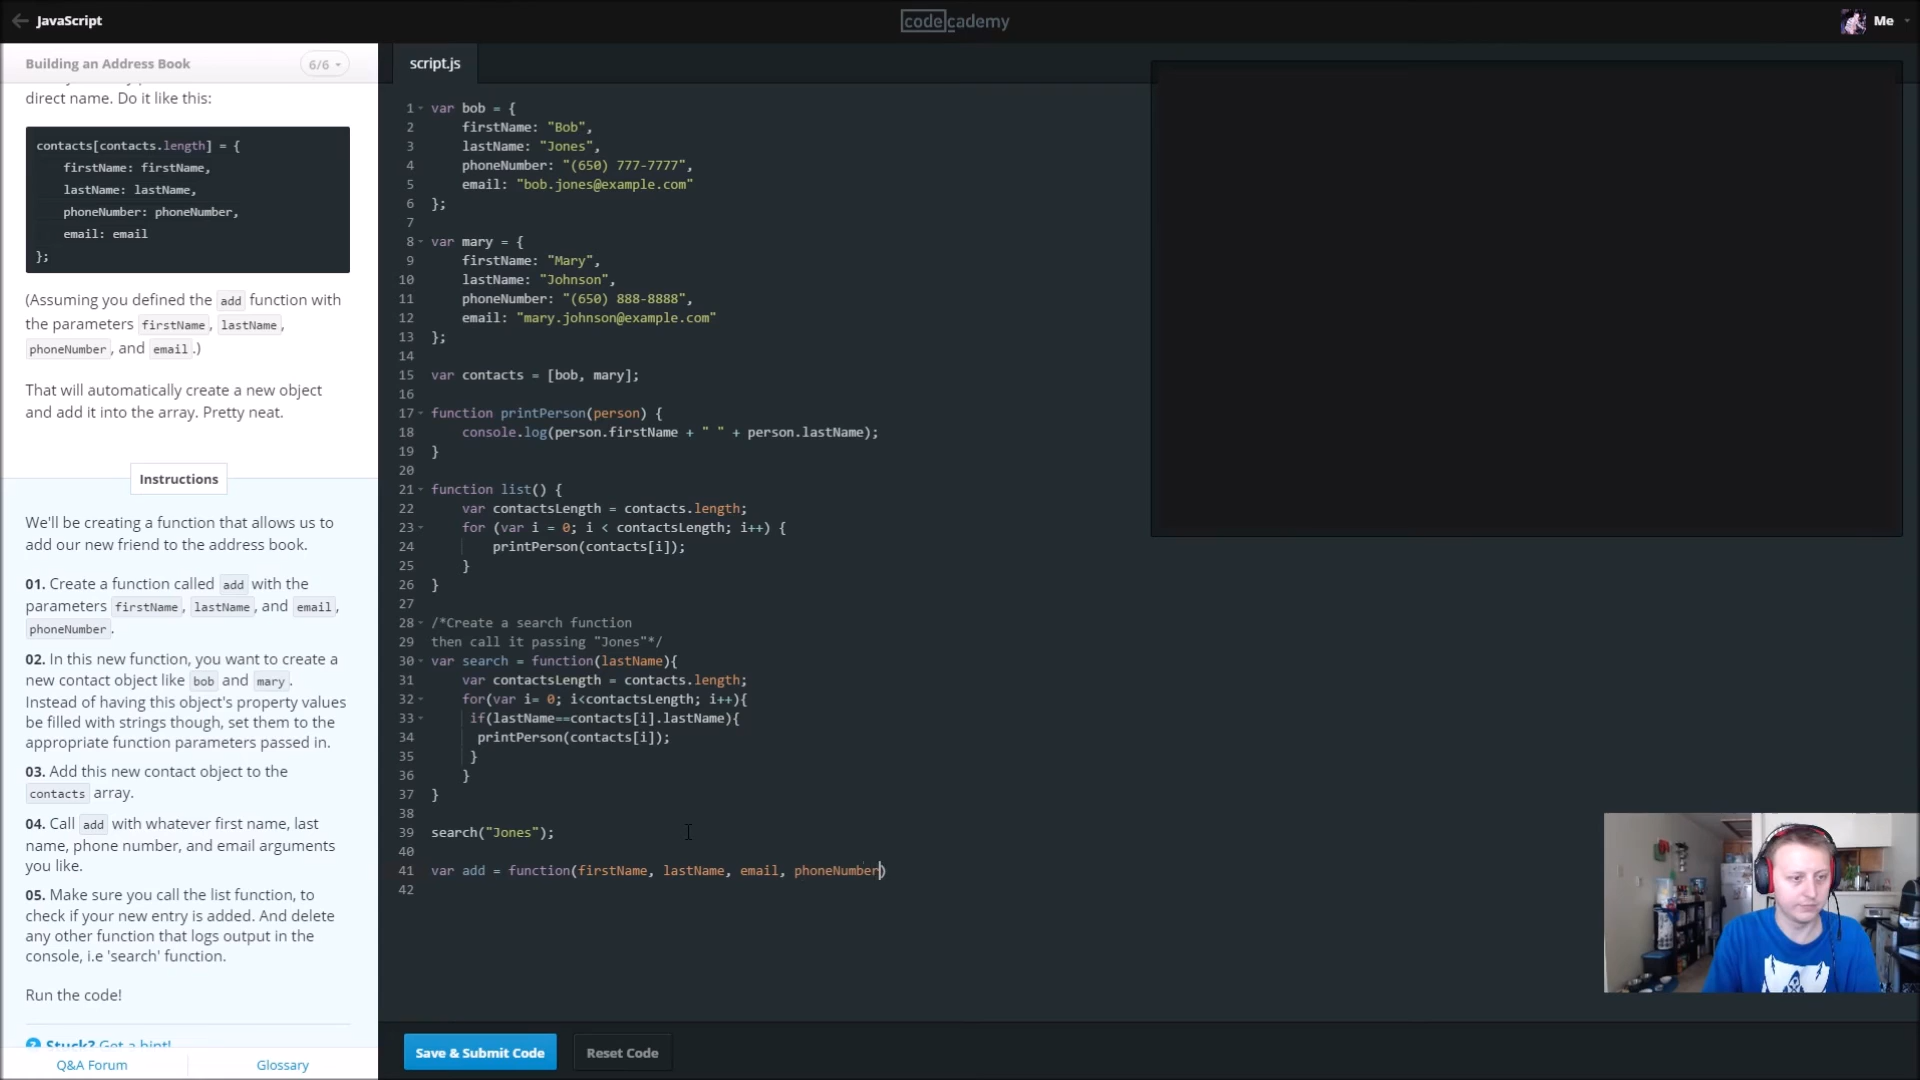 JavaScript
codecademy
Me
Building an Address Book
6/6
direct name. Do it like this:
contacts[contacts.length] = {
firstName: firstName,
lastName: lastName,
phoneNumber: phoneNumber,
email: email
};
(Assuming you defined the add function with
the parameters firstName, lastName,
phoneNumber, and email.)
That will automatically create a new object
and add it into the array. Pretty neat.
Instructions
We'll be creating a function that allows us to
add our new friend to the address book.
01. Create a function called add with the
parameters firstName, lastName, and email,
phoneNumber.
02. In this new function, you want to create a
new contact object like bob and mary.
Instead of having this object's property values
be filled with strings though, set them to the
appropriate function parameters passed in.
03. Add this new contact object to the
contacts array.
04. Call add with whatever first name, last
name, phone number, and email arguments
you like.
05. Make sure you call the list function, to
check if your new entry is added. And delete
any other function that logs output in the
console, i.e 'search' function.
Run the code!
? Stuck? Get a hint!
Q&A Forum
Glossary
script.js
1 var bob = {
2 firstName: "Bob",
3 lastName: "Jones",
4 phoneNumber: "(650) 777-7777",
5 email: "bob.jones@example.com"
6 };
7
8 var mary = {
9 firstName: "Mary",
10 lastName: "Johnson",
11 phoneNumber: "(650) 888-8888",
12 email: "mary.johnson@example.com"
13 };
14
15 var contacts = [bob, mary];
16
17 function printPerson(person) {
18 console.log(person.firstName + " " + person.lastName);
19 }
20
21 function list() {
22 var contactsLength = contacts.length;
23 for (var i = 0; i < contactsLength; i++) {
24 printPerson(contacts[i]);
25 }
26 }
27
28 /*Create a search function
29 then call it passing "Jones"*/
30 var search = function(lastName){
31 var contactsLength = contacts.length;
32 for(var i= 0; i<contactsLength; i++){
33 if(lastName==contacts[i].lastName){
34 printPerson(contacts[i]);
35 }
36 }
37 }
38
39 search("Jones");
40
41 var add = function(firstName, lastName, email, phoneNumber)
42
Save & Submit Code
Reset Code